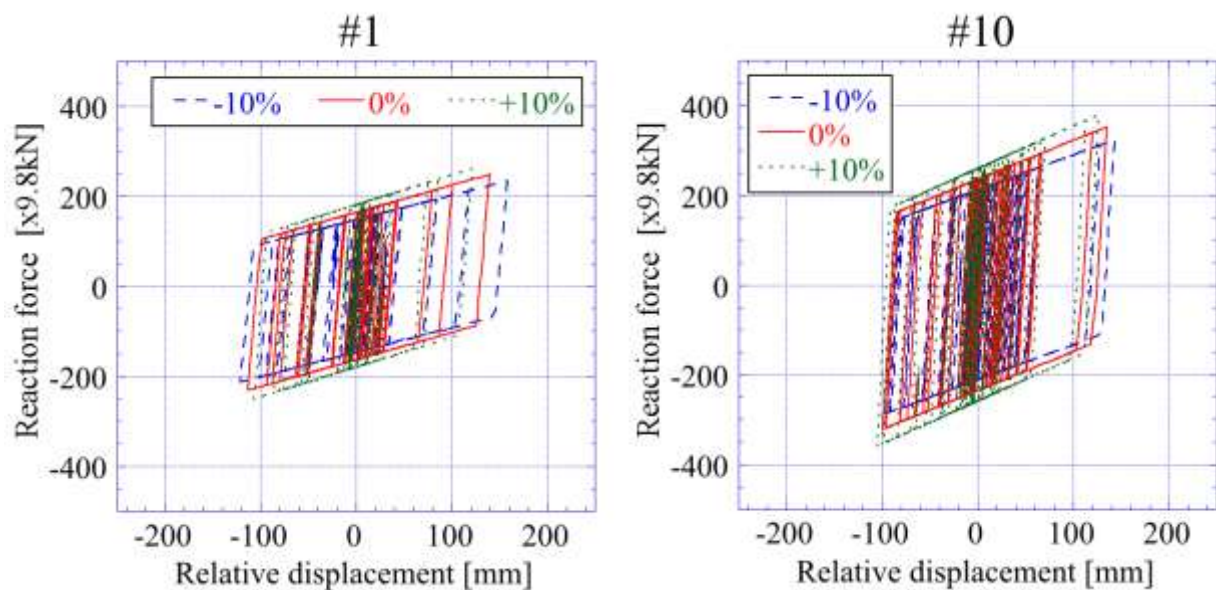 #1
-10% 0% +10%
400
200
0
-200
-400
-200 -100 0 100 200
Reaction force [x9.8kN]
Relative displacement [mm]
#10
-10%
0%
+10%
400
200
0
-200
-400
-200 -100 0 100 200
Reaction force [x9.8kN]
Relative displacement [mm]